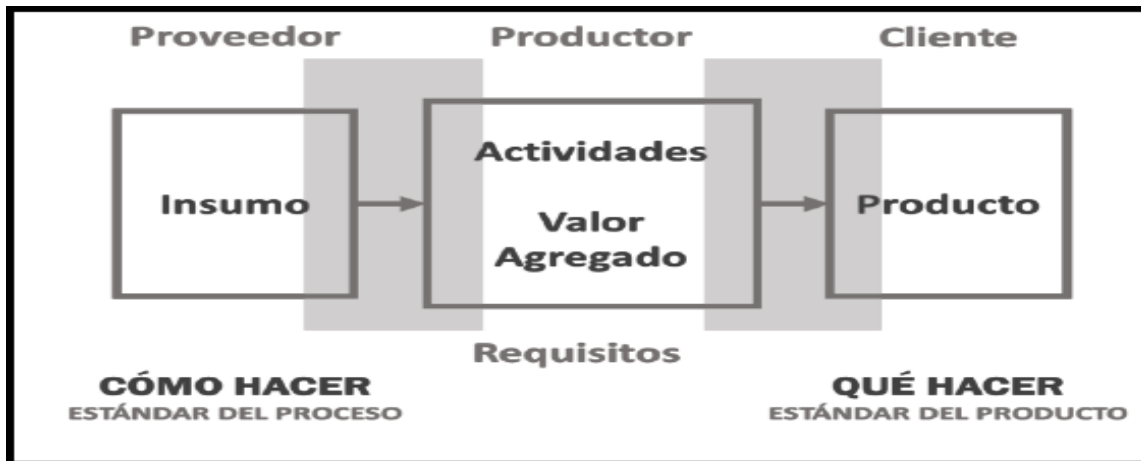 Proveedor
Productor
Cliente
Insumo
Actividades
Valor
Agregado
Producto
Requisitos
CÓMO HACER
ESTÁNDAR DEL PROCESO
QUÉ HACER
ESTÁNDAR DEL PRODUCTO